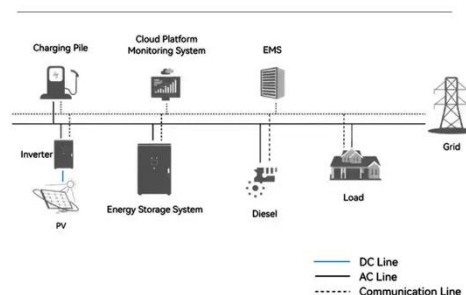 Charging Pile
Cloud Platform
Monitoring System
EMS
Grid
Inverter
PV
Energy Storage System
Diesel
Load
DC Line
AC Line
Communication Line